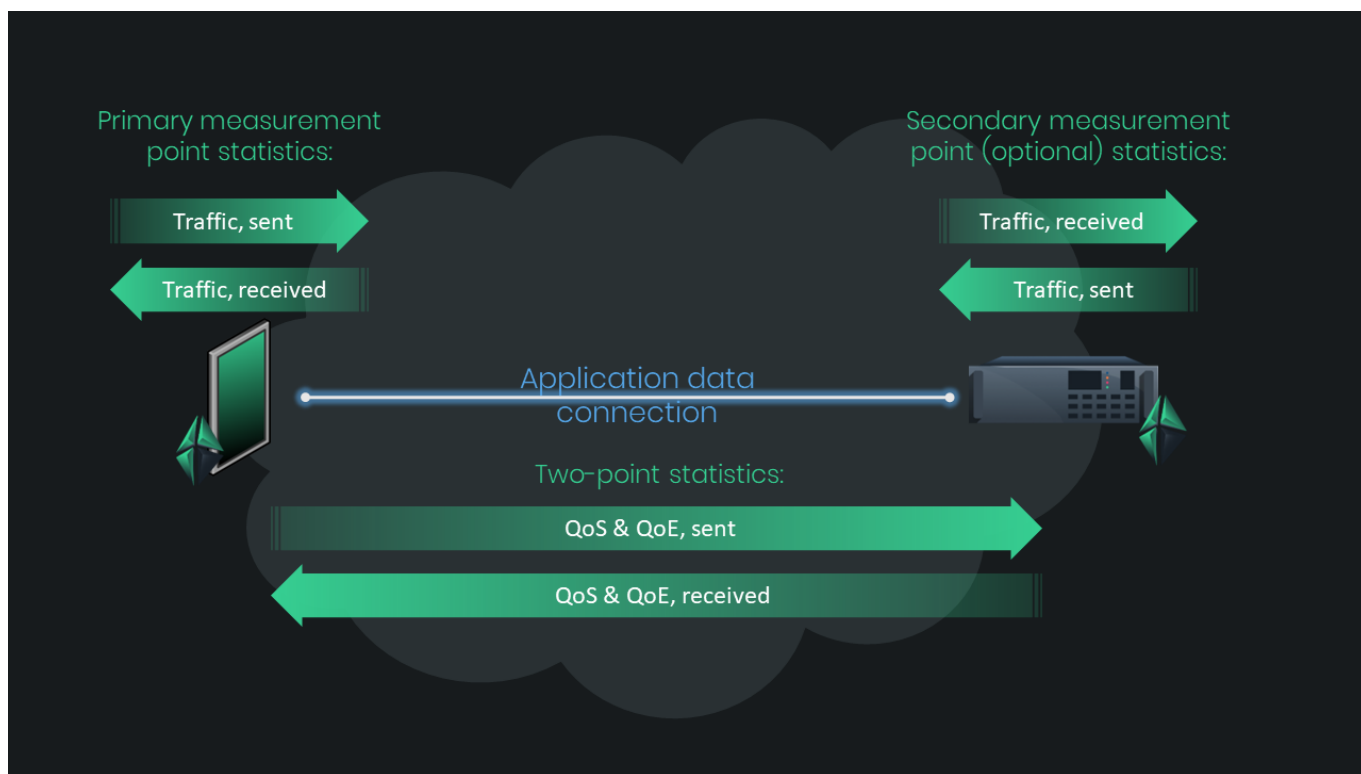 Primary measurement
point statistics:
Secondary measurement
point (optional) statistics:
Traffic, sent
Traffic, received
Traffic, received
Traffic, sent
Application data
connection
Two-point statistics:
QoS & QoE, sent
QoS & QoE, received